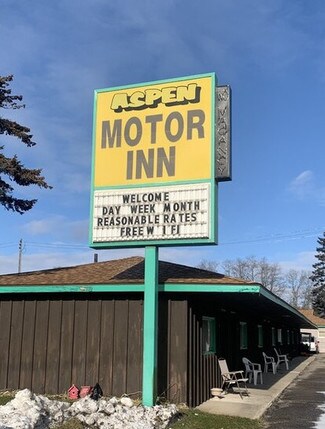 ASPEN
MOTOR
INN
WELCOME
DAY WEEK MONTH
REASONABLE RATES
FREE W I FI